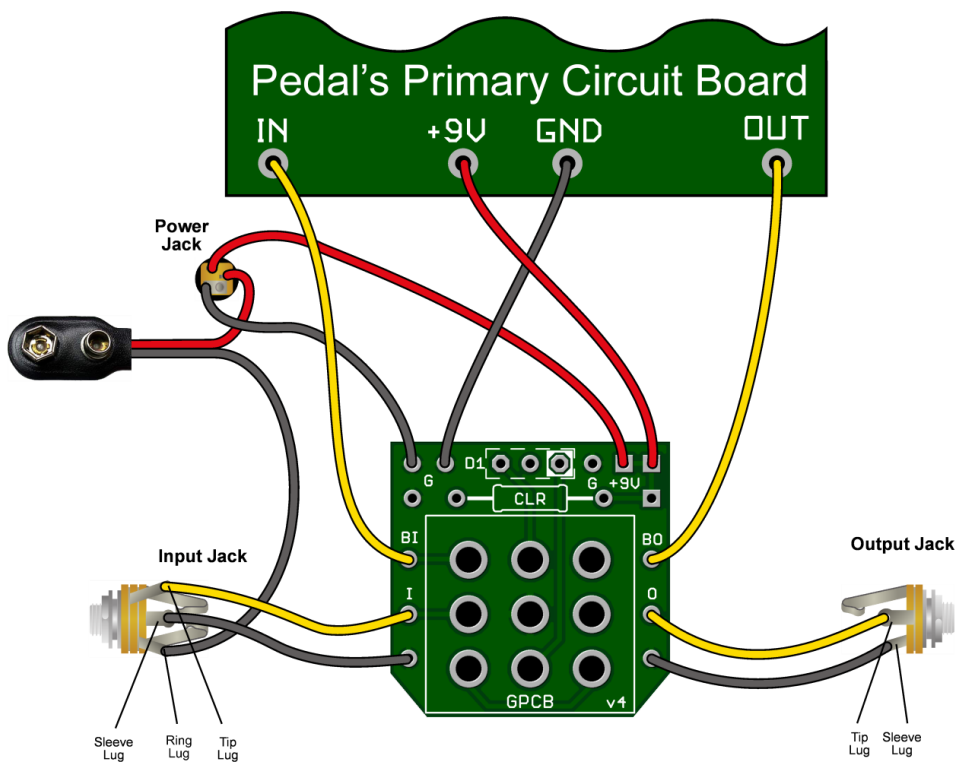 Pedal's Primary Circuit Board
IN
+9V
GND
OUT
Power
Jack
D1
G
G
+9V
CLR
BI
BO
Input Jack
Output Jack
I
O
GPCB
v4
Sleeve
Lug
Ring
Lug
Tip
Lug
Tip
Lug
Sleeve
Lug